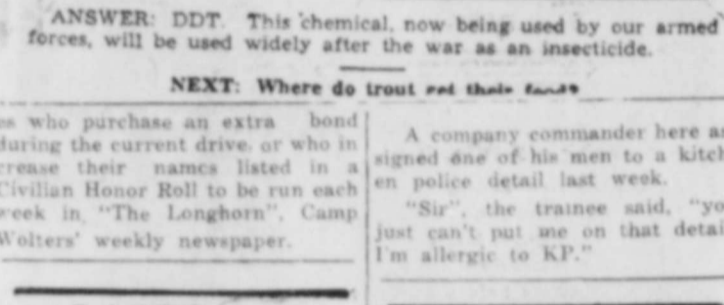 ANSWER: DDT. This chemical, now being used by our armed
forces, will be used widely after the war as an insecticide.
NEXT: Where do trout get their
es who purchase an extra bond
during the current drive, or who in
crease their names listed in a
Civilian Honor Roll to be run each
week in "The Longhorn", Camp
Wolters' weekly newspaper.
A company commander here as
signed one of his men to a kitch
en police detail last week.
"Sir", the trainee said, "yo
just can't put me on that detai
I'm allergic to KP."